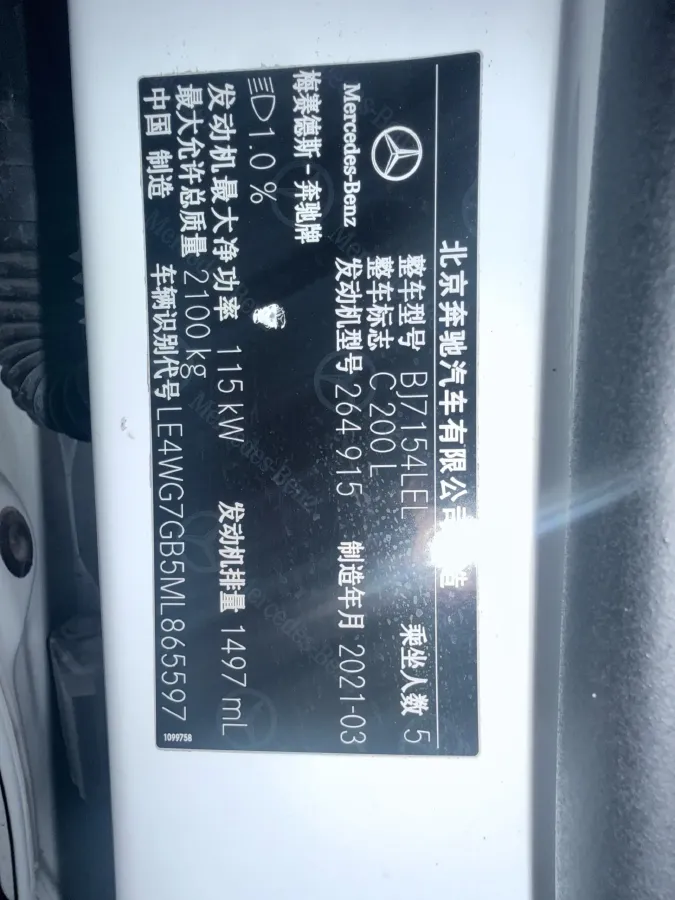 北京奔驰汽车有限公司 造
Mercedes-Benz
整车型号 BJ7154LEL 乘坐人数 5
整车标志 C 200 L
梅赛德斯-奔驰牌 发动机型号 264 915 制造年月 2021-03
1.0 %
发动机最大净功率 115 kW 发动机排量 1497 mL
最大允许总质量 2100 kg
中国 制造 车辆识别代号 LE4WG7GB5ML865597
1099758